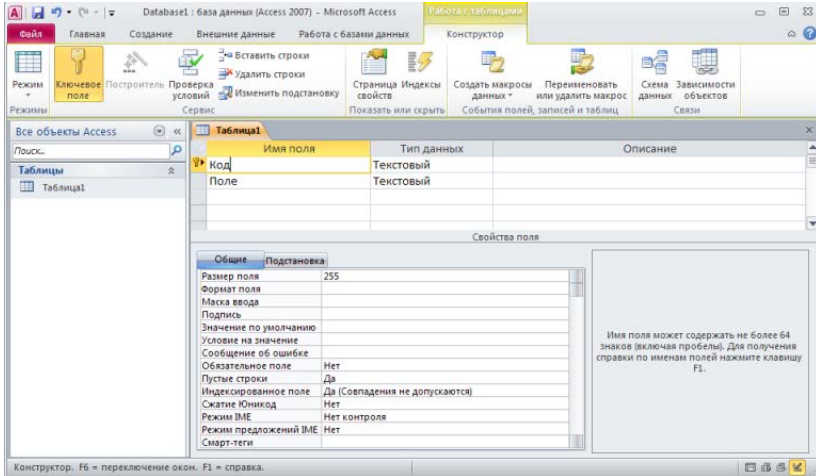 Database1 : база данных (Access 2007) - Microsoft Access
Работа с таблицами
Файл Главная Создание Внешние данные Работа с базами данных Конструктор
Режим
Ключевое поле
Построитель
Проверка условий
Вставить строки
Удалить строки
Изменить подстановку
Страница свойств
Индексы
Создать макросы данных
Переименовать или удалить макрос
Схема данных
Зависимости объектов
Режимы Сервис Показать или скрыть События полей, записей и таблиц Связи
Все объекты Access
Поиск...
Таблицы
Таблица1
Таблица1
Имя поля Тип данных Описание
Код Текстовый
Поле Текстовый
Свойства поля
Общие Подстановка
Размер поля 255
Формат поля
Маска ввода
Подпись
Значение по умолчанию
Условие на значение
Сообщение об ошибке
Обязательное поле Нет
Пустые строки Да
Индексированное поле Да (Совпадения не допускаются)
Сжатие Юникод Нет
Режим IME Нет контроля
Режим предложений IME Нет
Смарт-теги
Имя поля может содержать не более 64
знаков (включая пробелы). Для получения
справки по именам полей нажмите клавишу
F1.
Конструктор. F6 = переключение окон. F1 = справка.